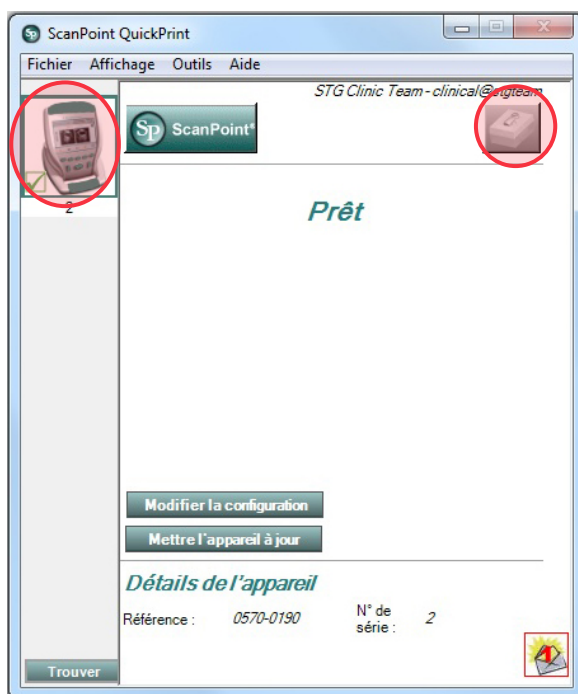 ScanPoint QuickPrint
Fichier Affichage Outils Aide
STG Clinic Team - clinical@stgteam
Sp ScanPoint®
2
Prêt
Modifier la configuration
Mettre l'appareil à jour
Détails de l'appareil
Référence : 0570-0190 N° de série : 2
Trouver